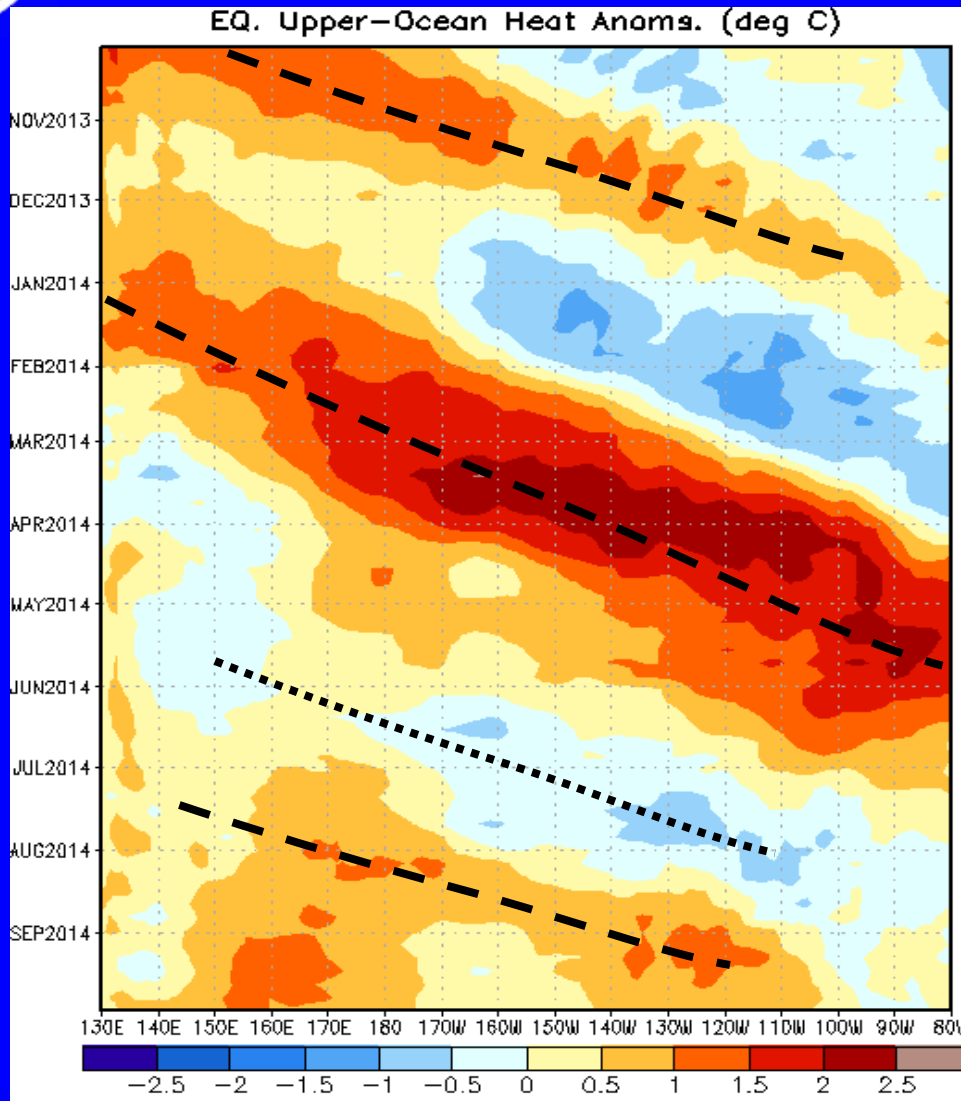 EQ. Upper-Ocean Heat Anoms. (deg C)
NOV2013
DEC2013
JAN2014
FEB2014
MAR2014
APR2014
MAY2014
JUN2014
JUL2014
AUG2014
SEP2014
130E 140E 150E 160E 170E 180 170W 160W 150W 140W 130W 120W 110W 100W 90W 80W
-2.5 -2 -1.5 -1 -0.5 0 0.5 1 1.5 2 2.5